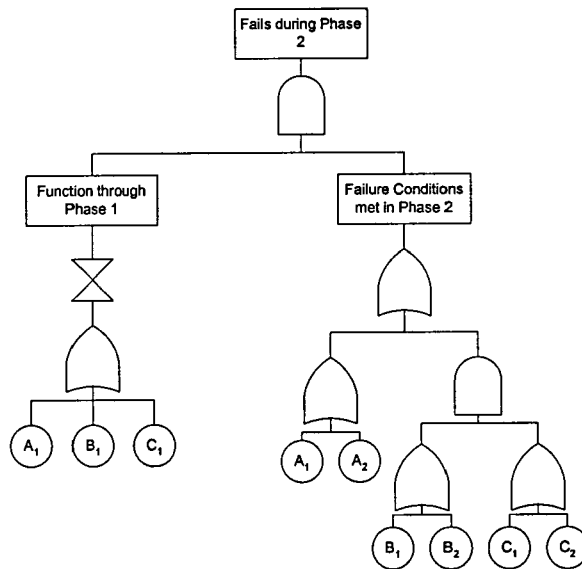 Fails during Phase
2
Function through
Phase 1
Failure Conditions
met in Phase 2
A₁ B₁ C₁
A₁ A₂
B₁ B₂ C₁ C₂